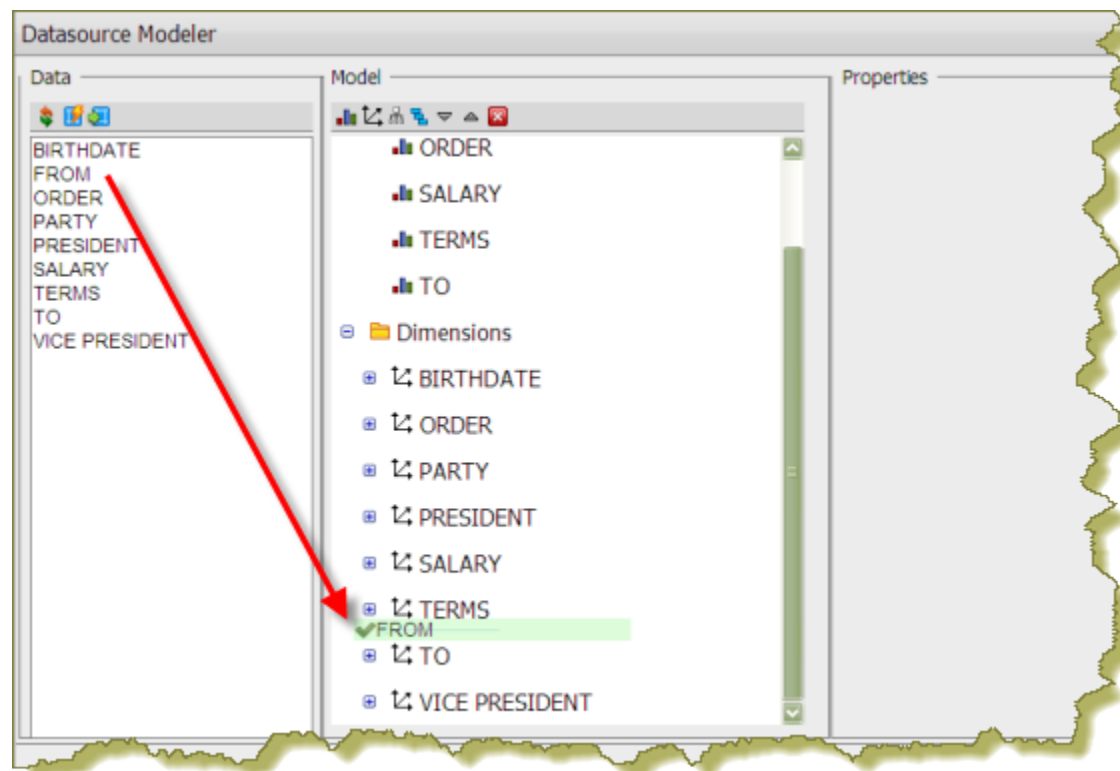 Datasource Modeler
Data
Model
Properties
BIRTHDATE
FROM
ORDER
PARTY
PRESIDENT
SALARY
TERMS
TO
VICE PRESIDENT
ORDER
SALARY
TERMS
TO
Dimensions
BIRTHDATE
ORDER
PARTY
PRESIDENT
SALARY
TERMS
FROM
TO
VICE PRESIDENT